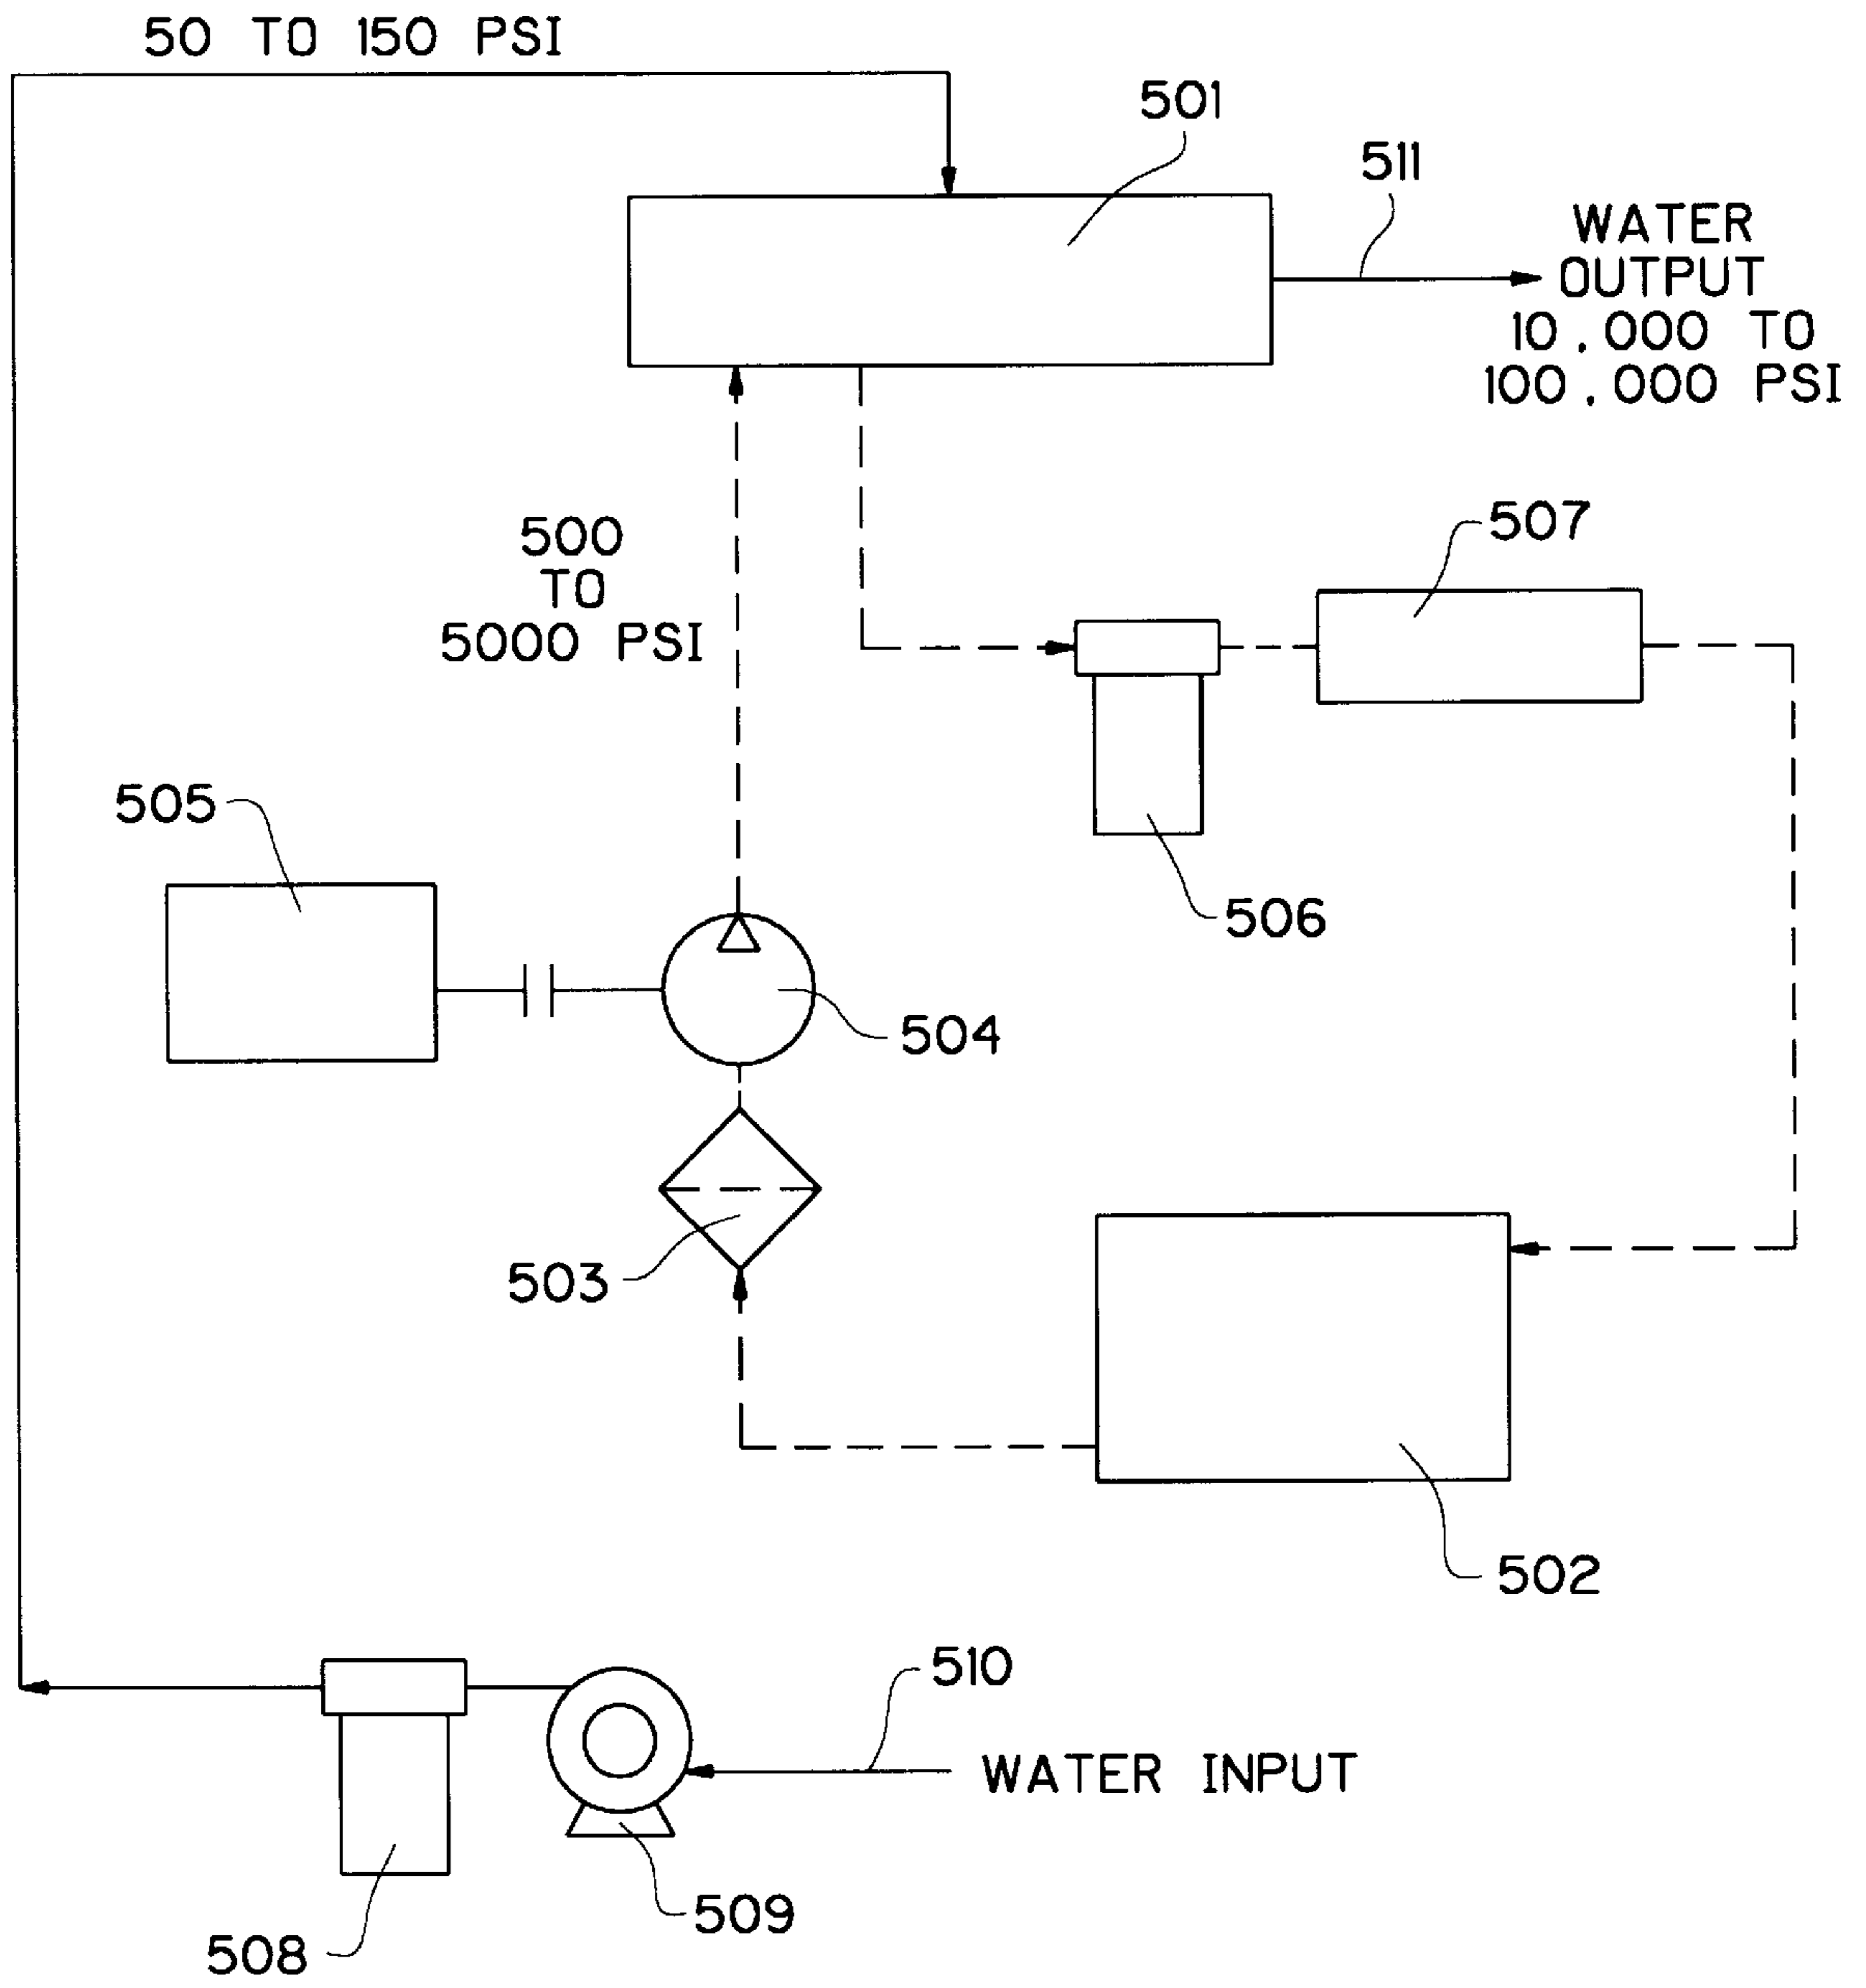 50 TO 150 PSI
501
511
WATER
OUTPUT
10.000 TO
100.000 PSI
500
TO
5000 PSI
507
505
506
504
503
502
510
WATER INPUT
509
508